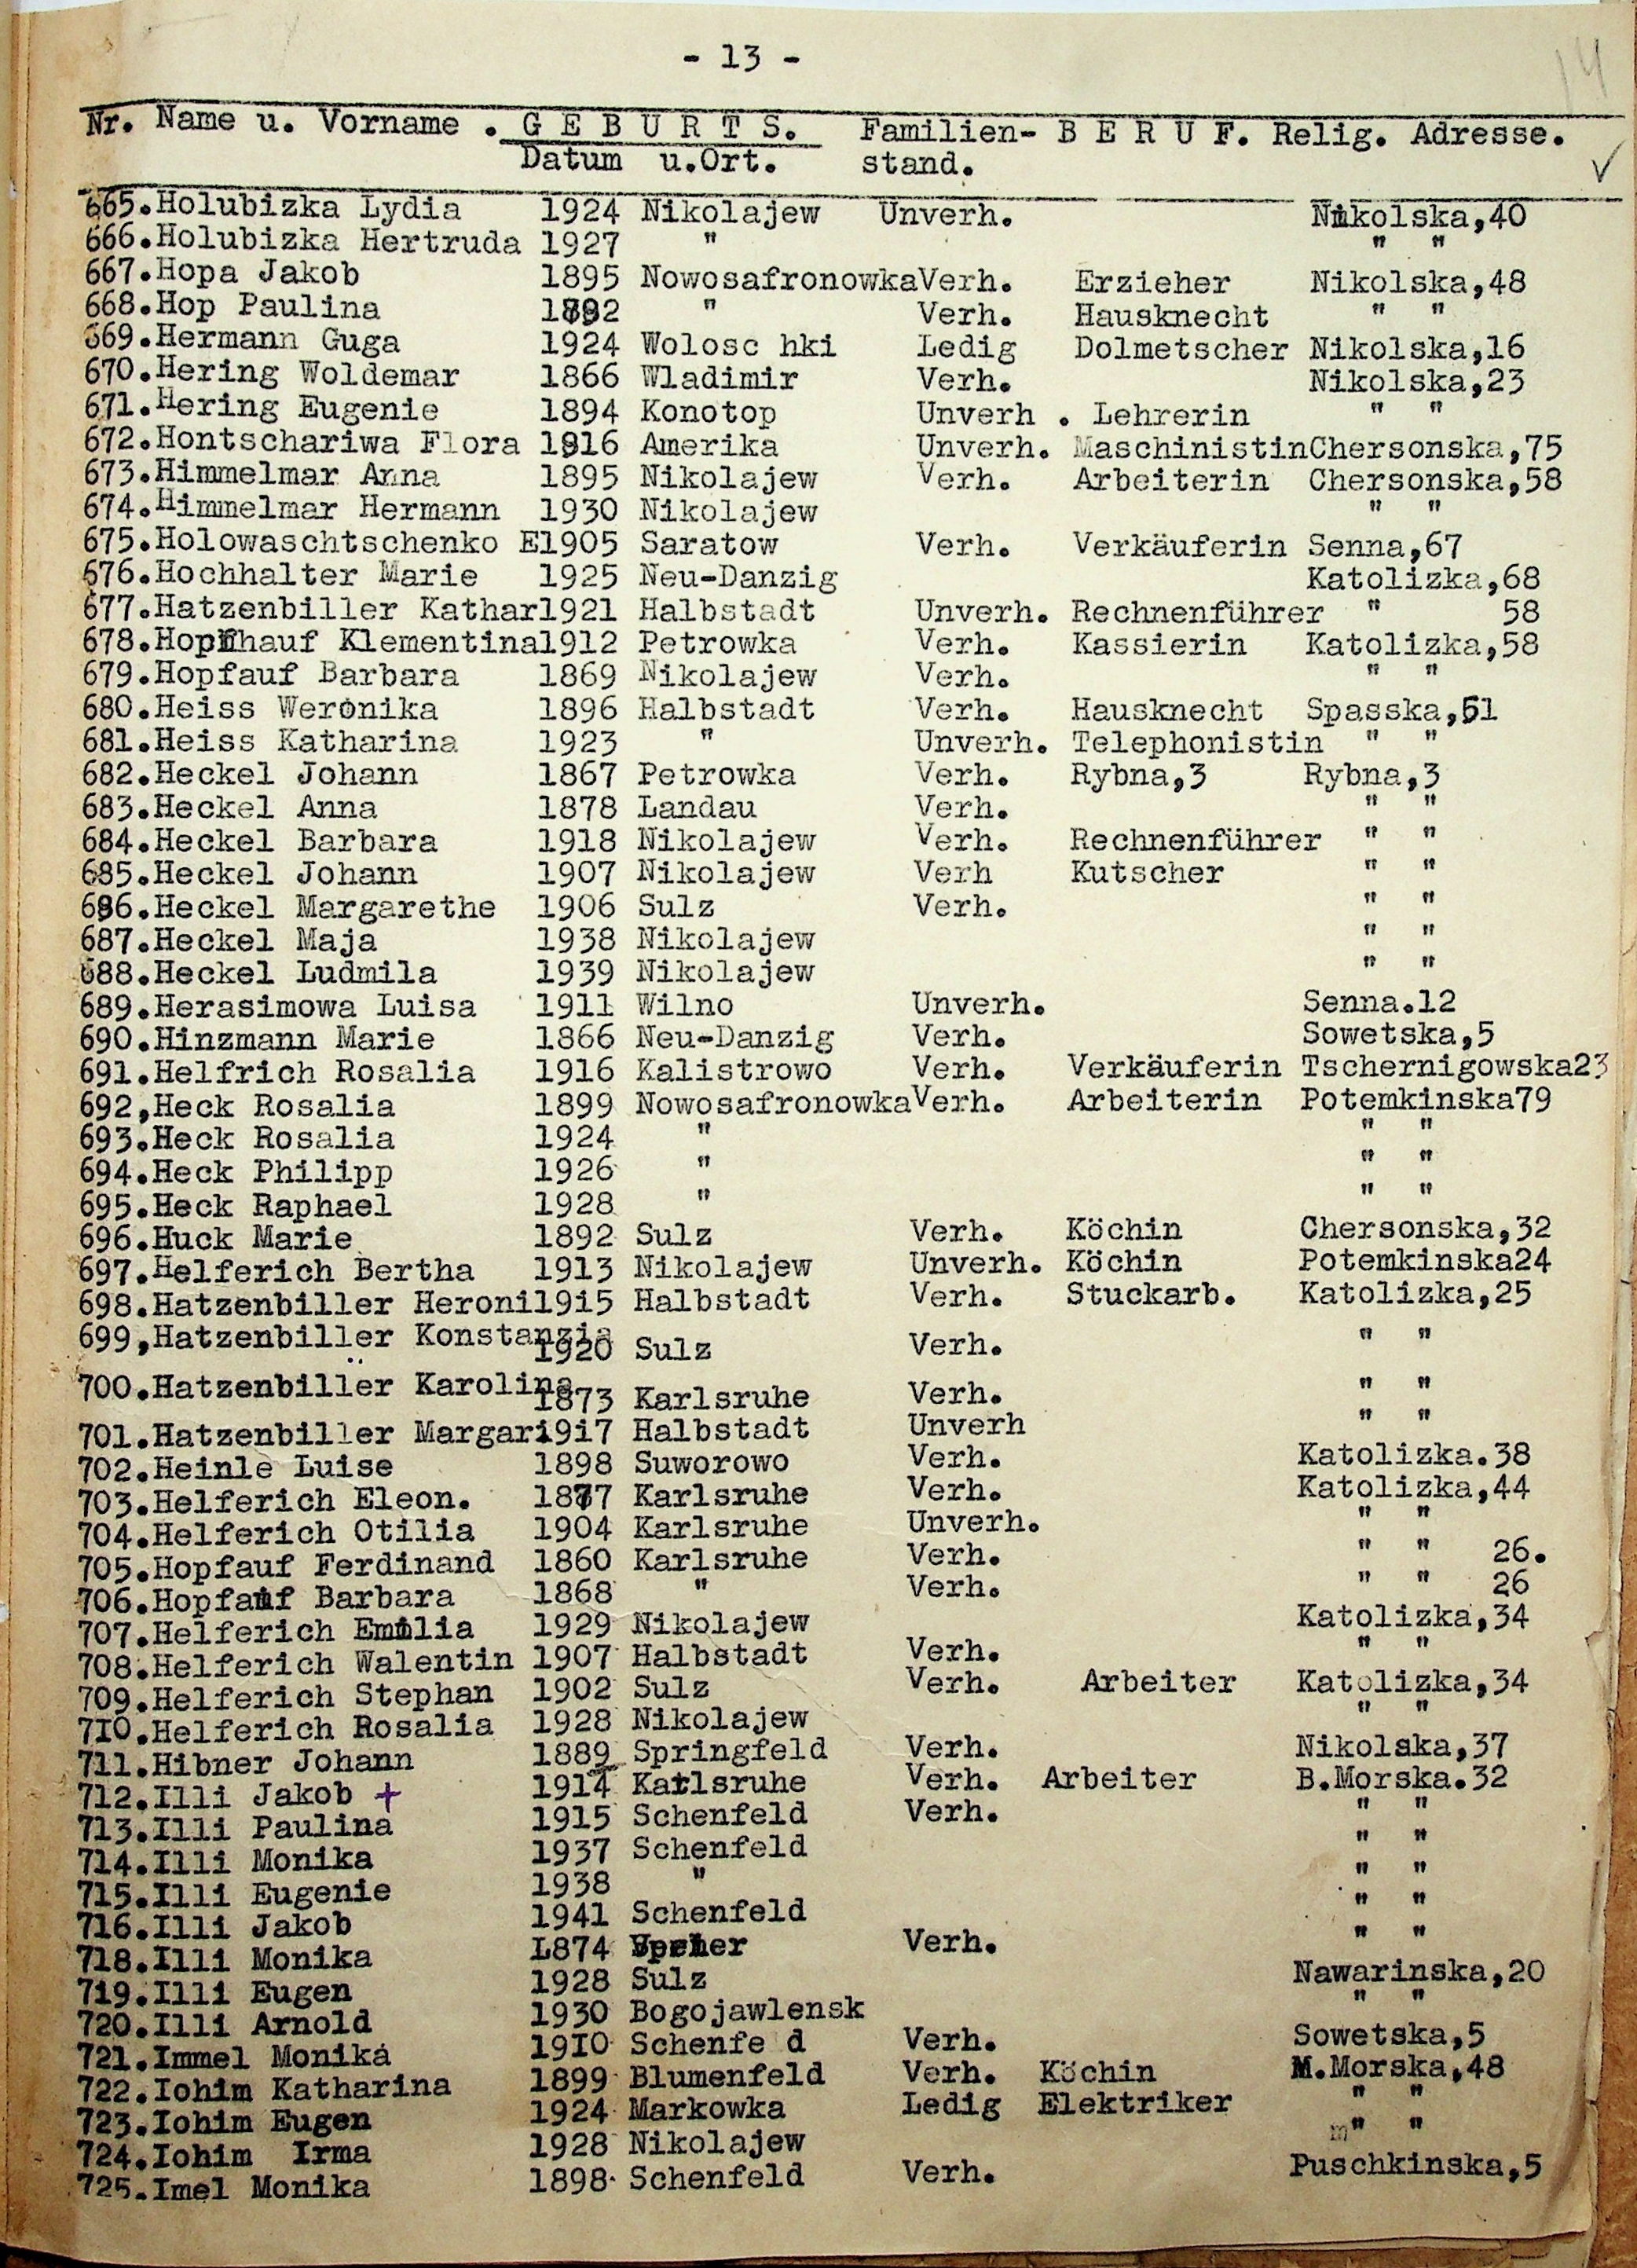 - 13 -
14
Nr. Name u. Vorname . G E B U R T S. Familien- B E R U F. Relig. Adresse.
Datum u.Ort. stand.
√
665.Holubizka Lydia 1924 Nikolajew Unverh. Nikolska,40
666.Holubizka Hertruda 1927 " " "
667.Hopa Jakob 1895 NowosafronowkaVerh. Erzieher Nikolska,48
668.Hop Paulina 1892 " Verh. Hausknecht " "
669.Hermann Guga 1924 Wolosc hki Ledig Dolmetscher Nikolska,16
670.Hering Woldemar 1866 Wladimir Verh. Nikolska,23
671.Hering Eugenie 1894 Konotop Unverh . Lehrerin " "
672.Hontschariwa Flora 1916 Amerika Unverh. MaschinistinChersonska,75
673.Himmelmar Anna 1895 Nikolajew Verh. Arbeiterin Chersonska,58
674.Himmelmar Hermann 1930 Nikolajew " "
675.Holowaschtschenko E1905 Saratow Verh. Verkäuferin Senna,67
676.Hochhalter Marie 1925 Neu-Danzig Katolizka,68
677.Hatzenbiller Kathar1921 Halbstadt Unverh. Rechnenführer " 58
678.Hopfhauf Klementina1912 Petrowka Verh. Kassierin Katolizka,58
679.Hopfauf Barbara 1869 Nikolajew Verh. " "
680.Heiss Weronika 1896 Halbstadt Verh. Hausknecht Spasska,51
681.Heiss Katharina 1923 " Unverh. Telephonistin " "
682.Heckel Johann 1867 Petrowka Verh. Rybna,3 Rybna,3
683.Heckel Anna 1878 Landau Verh. " "
684.Heckel Barbara 1918 Nikolajew Verh. Rechnenführer " "
685.Heckel Johann 1907 Nikolajew Verh Kutscher " "
686.Heckel Margarethe 1906 Sulz Verh. " "
687.Heckel Maja 1938 Nikolajew " "
688.Heckel Ludmila 1939 Nikolajew " "
689.Herasimowa Luisa 1911 Wilno Unverh. Senna.12
690.Hinzmann Marie 1866 Neu-Danzig Verh. Sowetska,5
691.Helfrich Rosalia 1916 Kalistrowo Verh. Verkäuferin Tschernigowska23
692,Heck Rosalia 1899 NowosafronowkaVerh. Arbeiterin Potemkinska79
693.Heck Rosalia 1924 " " "
694.Heck Philipp 1926 " " "
695.Heck Raphael 1928 " " "
696.Huck Marie 1892 Sulz Verh. Köchin Chersonska,32
697.Helferich Bertha 1913 Nikolajew Unverh. Köchin Potemkinska24
698.Hatzenbiller Heroni1915 Halbstadt Verh. Stuckarb. Katolizka,25
699,Hatzenbiller Konstanzia 1920 Sulz Verh. " "
700.Hatzenbiller Karolina 1873 Karlsruhe Verh. " "
701.Hatzenbiller Margar1917 Halbstadt Unverh " "
702.Heinle Luise 1898 Suworowo Verh. Katolizka.38
703.Helferich Eleon. 1877 Karlsruhe Verh. Katolizka,44
704.Helferich Otilia 1904 Karlsruhe Unverh. " "
705.Hopfauf Ferdinand 1860 Karlsruhe Verh. " " 26.
706.Hopfauf Barbara 1868 " Verh. " " 26
707.Helferich Emilia 1929 Nikolajew Katolizka,34
708.Helferich Walentin 1907 Halbstadt Verh. " "
709.Helferich Stephan 1902 Sulz Verh. Arbeiter Katolizka,34
7I0.Helferich Rosalia 1928 Nikolajew " "
711.Hibner Johann 1889 Springfeld Verh. Nikolska,37
712.Illi Jakob + 1914 Karlsruhe Verh. Arbeiter B.Morska.32
713.Illi Paulina 1915 Schenfeld Verh. " "
714.Illi Monika 1937 Schenfeld " "
715.Illi Eugenie 1938 " " "
716.Illi Jakob 1941 Schenfeld " "
718.Illi Monika 1874 Verh. " "
719.Illi Eugen 1928 Sulz Nawarinska,20
720.Illi Arnold 1930 Bogojawlensk " "
721.Immel Monika 19I0 Schenfe d Verh. Sowetska,5
722.Iohim Katharina 1899 Blumenfeld Verh. Köchin M.Morska,48
723.Iohim Eugen 1924 Markowka Ledig Elektriker " "
724.Iohim Irma 1928 Nikolajew " "
725.Imel Monika 1898 Schenfeld Verh. Puschkinska,5